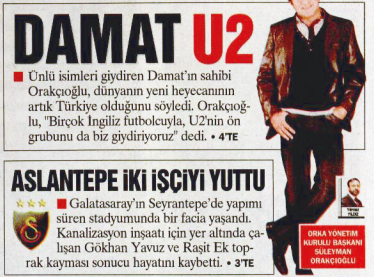 DAMAT U2
Ünlü isimleri giydiren Damat'ın sahibi
Orakçıoğlu, dünyanın yeni heyecanının
artık Türkiye olduğunu söyledi. Orakçıoğ-
lu, "Birçok İngiliz futbolcuyla, U2'nin ön
grubunu da biz giydiriyoruz" dedi. • 4'TE
ASLANTEPE İKİ İŞÇİYİ YUTTU
Galatasaray'ın Seyrantepe'de yapımı
süren stadyumunda bir facia yaşandı.
Kanalizasyon inşaatı için yer altında ça-
lışan Gökhan Yavuz ve Raşit Ek top-
rak kayması sonucu hayatını kaybetti. • 3'TE
YILDIZ
ORKA YÖNETİM
KURULU BAŞKANI
SÜLEYMAN
ORAKÇIOĞLU